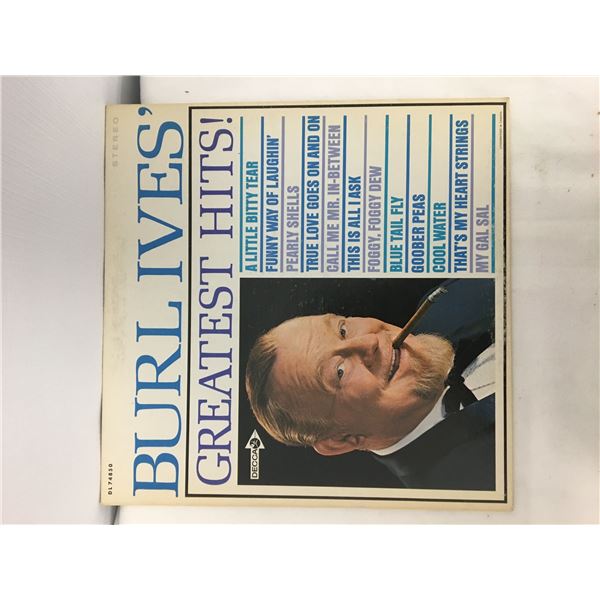 STEREO
BURL IVES'
GREATEST HITS!
A LITTLE BITTY TEAR
FUNNY WAY OF LAUGHIN'
PEARLY SHELLS
TRUE LOVE GOES ON AND ON
CALL ME MR. IN-BETWEEN
THIS IS ALL I ASK
FOGGY, FOGGY DEW
BLUE TAIL FLY
GOOBER PEAS
COOL WATER
THAT'S MY HEART STRINGS
MY GAL SAL
DECCA
DL 74850